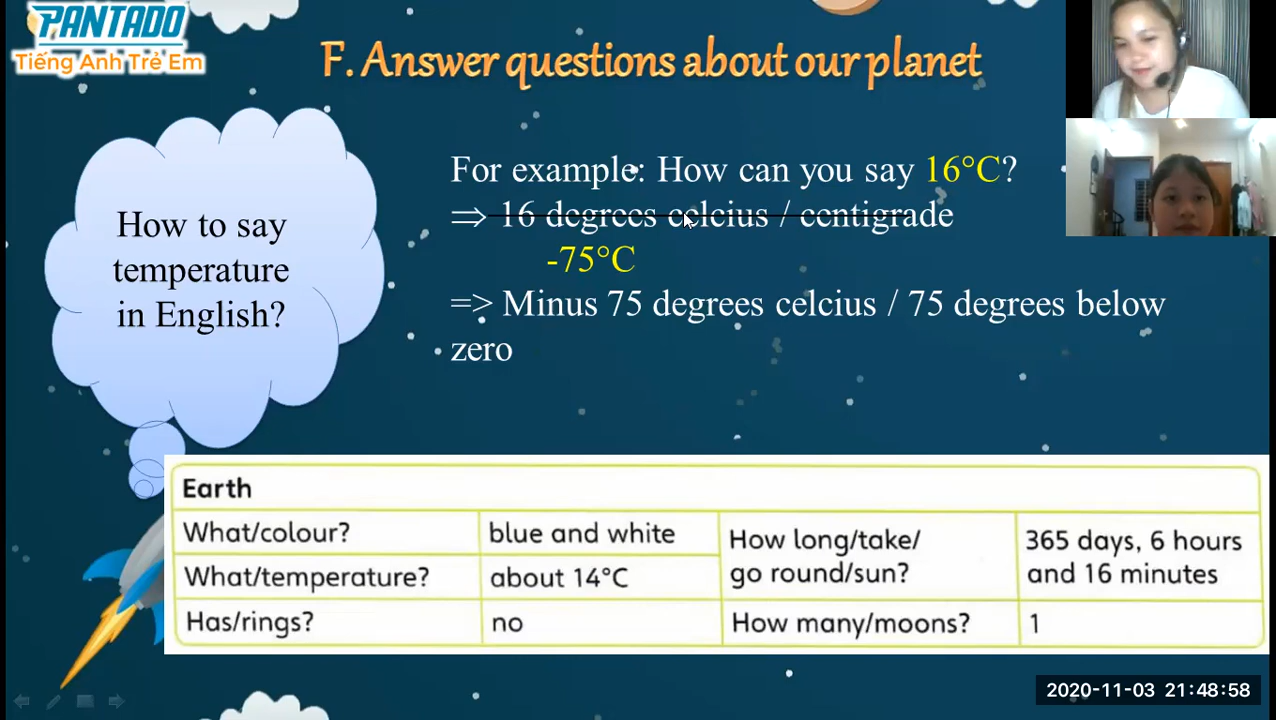 PANTADO
Tiếng Anh Trẻ Em
F. Answer questions about our planet
How to say
temperature
in English?
For example: How can you say 16°C?
⇒ 16 degrees celcius / centigrade
-75°C
=> Minus 75 degrees celcius / 75 degrees below
zero
Earth
What/colour?
blue and white
What/temperature?
about 14°C
Has/rings?
no
How long/take/
go round/sun?
365 days, 6 hours
and 16 minutes
How many/moons?
1
2020-11-03 21:48:58